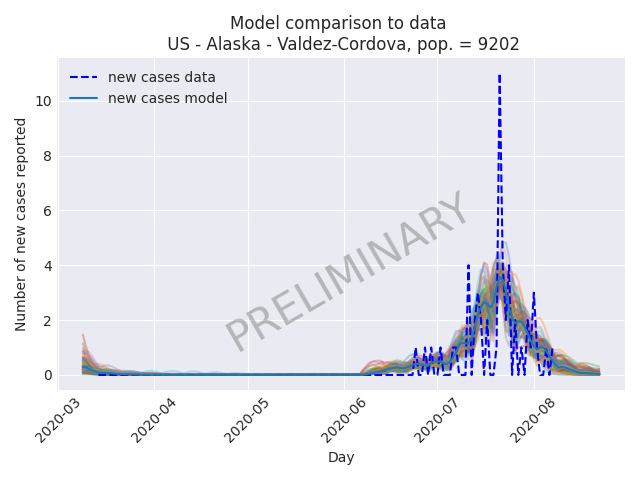 Model comparison to data
US - Alaska - Valdez-Cordova, pop. = 9202
new cases data
new cases model
PRELIMINARY
Number of new cases reported
10
8
6
4
2
0
2020-03
2020-04
2020-05
2020-06
2020-07
2020-08
Day